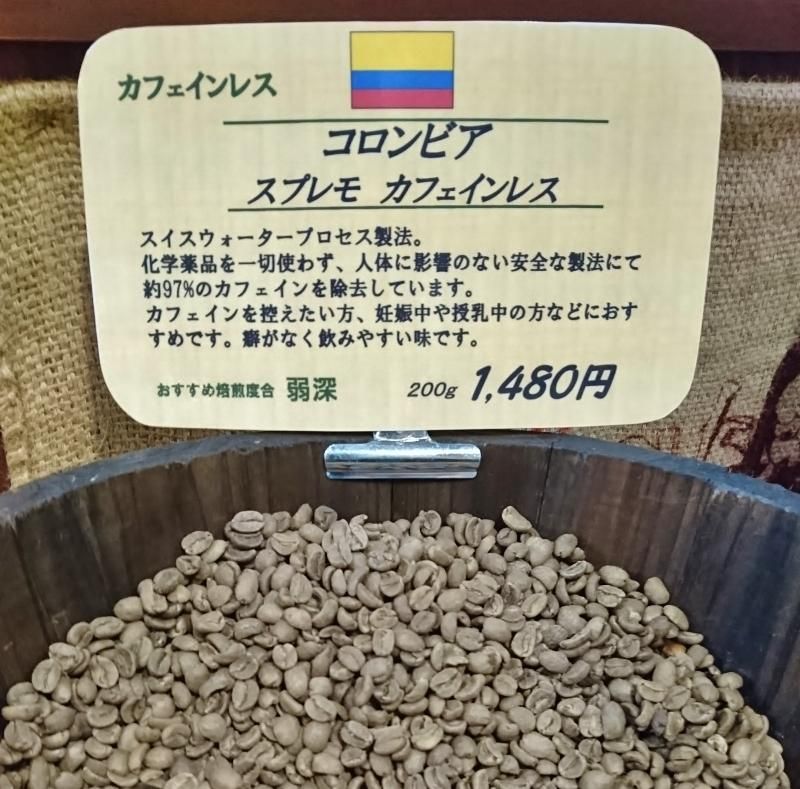 カフェインレス
コロンビア
スプレモ カフェインレス
スイスウォータープロセス製法。
化学薬品を一切使わず、人体に影響のない安全な製法にて
約97%のカフェインを除去しています。
カフェインを控えたい方、妊娠中や授乳中の方などにおす
すめです。癖がなく飲みやすい味です。
おすすめ焙煎度合 弱深 200g 1,480円